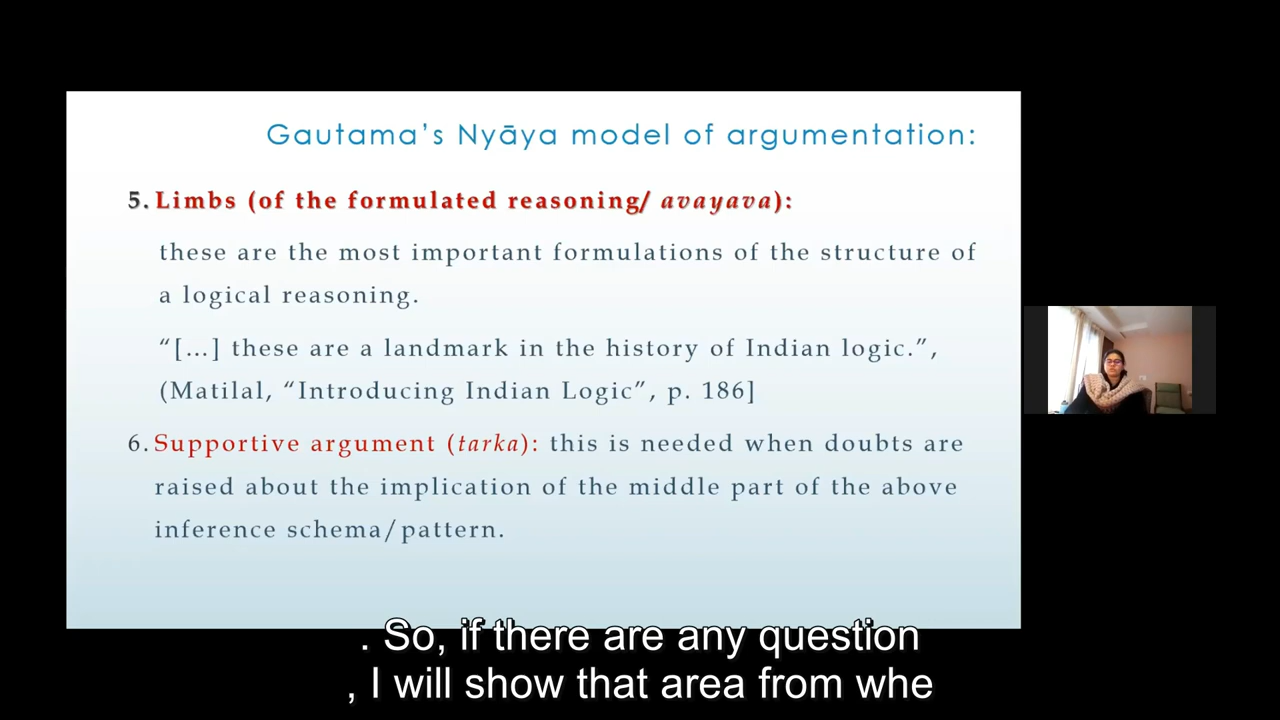 Gautama’s Nyāya model of argumentation:
5. Limbs (of the formulated reasoning/ avayava):
these are the most important formulations of the structure of
a logical reasoning.
“[…] these are a landmark in the history of Indian logic.”,
(Matilal, “Introducing Indian Logic”, p. 186]
6. Supportive argument (tarka): this is needed when doubts are
raised about the implication of the middle part of the above
inference schema/pattern.
. So, if there are any question
, I will show that area from whe